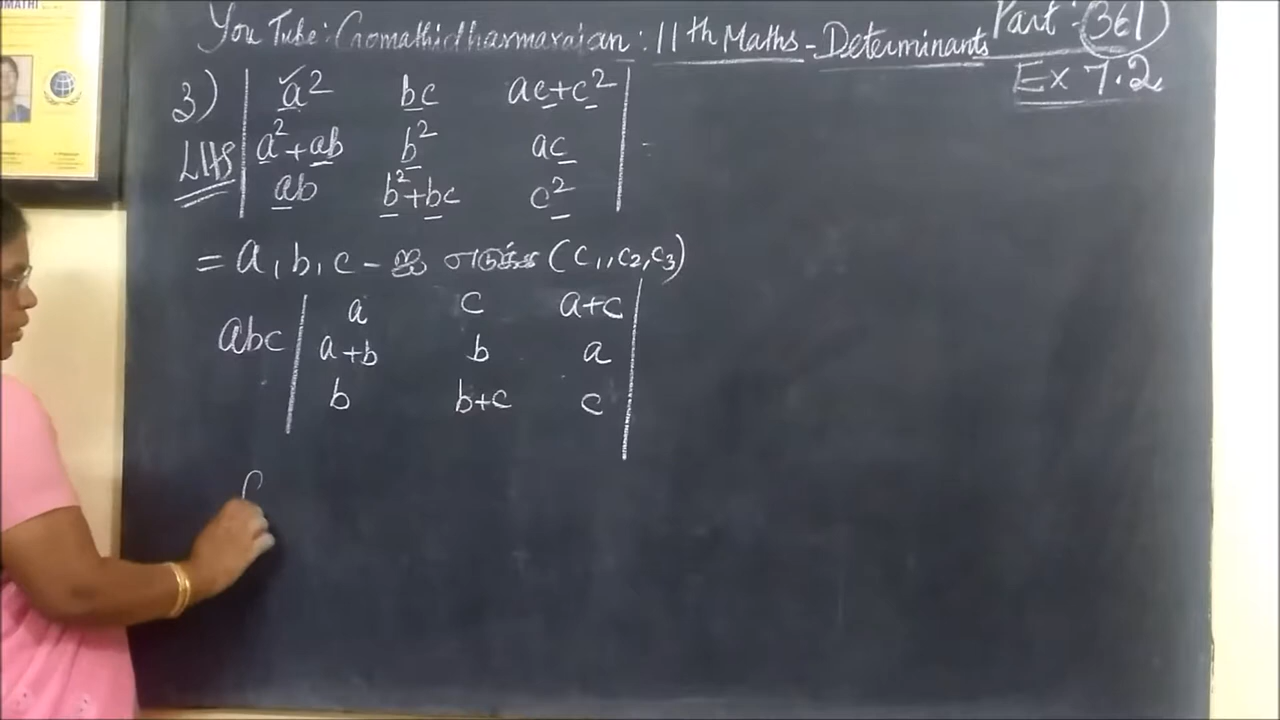 OMATHI
You Tube: Gomathidharmarajan: 11th Maths - Determinants Part: 361
Ex 7.2
3) | a² bc ac+c² |
LHS | a²+ab b² ac | =
| ab b²+bc c² |
= a, b, c - ஐ எடுக்க (C₁, C₂, C₃)
abc | a c a+c |
| a+b b a |
| b b+c c |